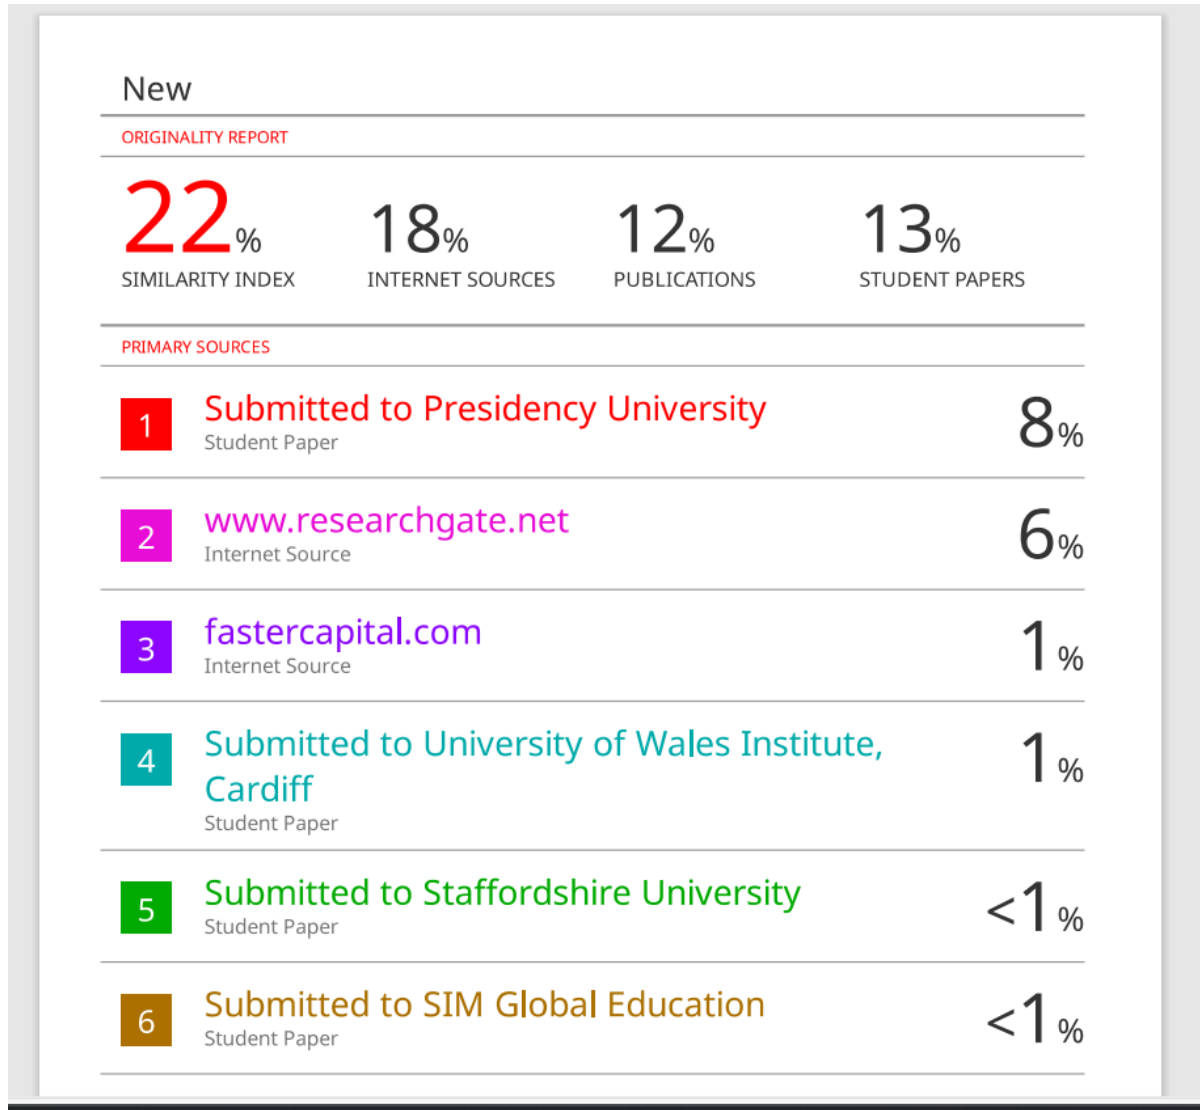 New
ORIGINALITY REPORT
22%
18%
12%
13%
SIMILARITY INDEX
INTERNET SOURCES
PUBLICATIONS
STUDENT PAPERS
PRIMARY SOURCES
1
Submitted to Presidency University
Student Paper
8%
2
www.researchgate.net
Internet Source
6%
3
fastercapital.com
Internet Source
1%
4
Submitted to University of Wales Institute,
Cardiff
Student Paper
1%
5
Submitted to Staffordshire University
Student Paper
<1%
6
Submitted to SIM Global Education
Student Paper
<1%